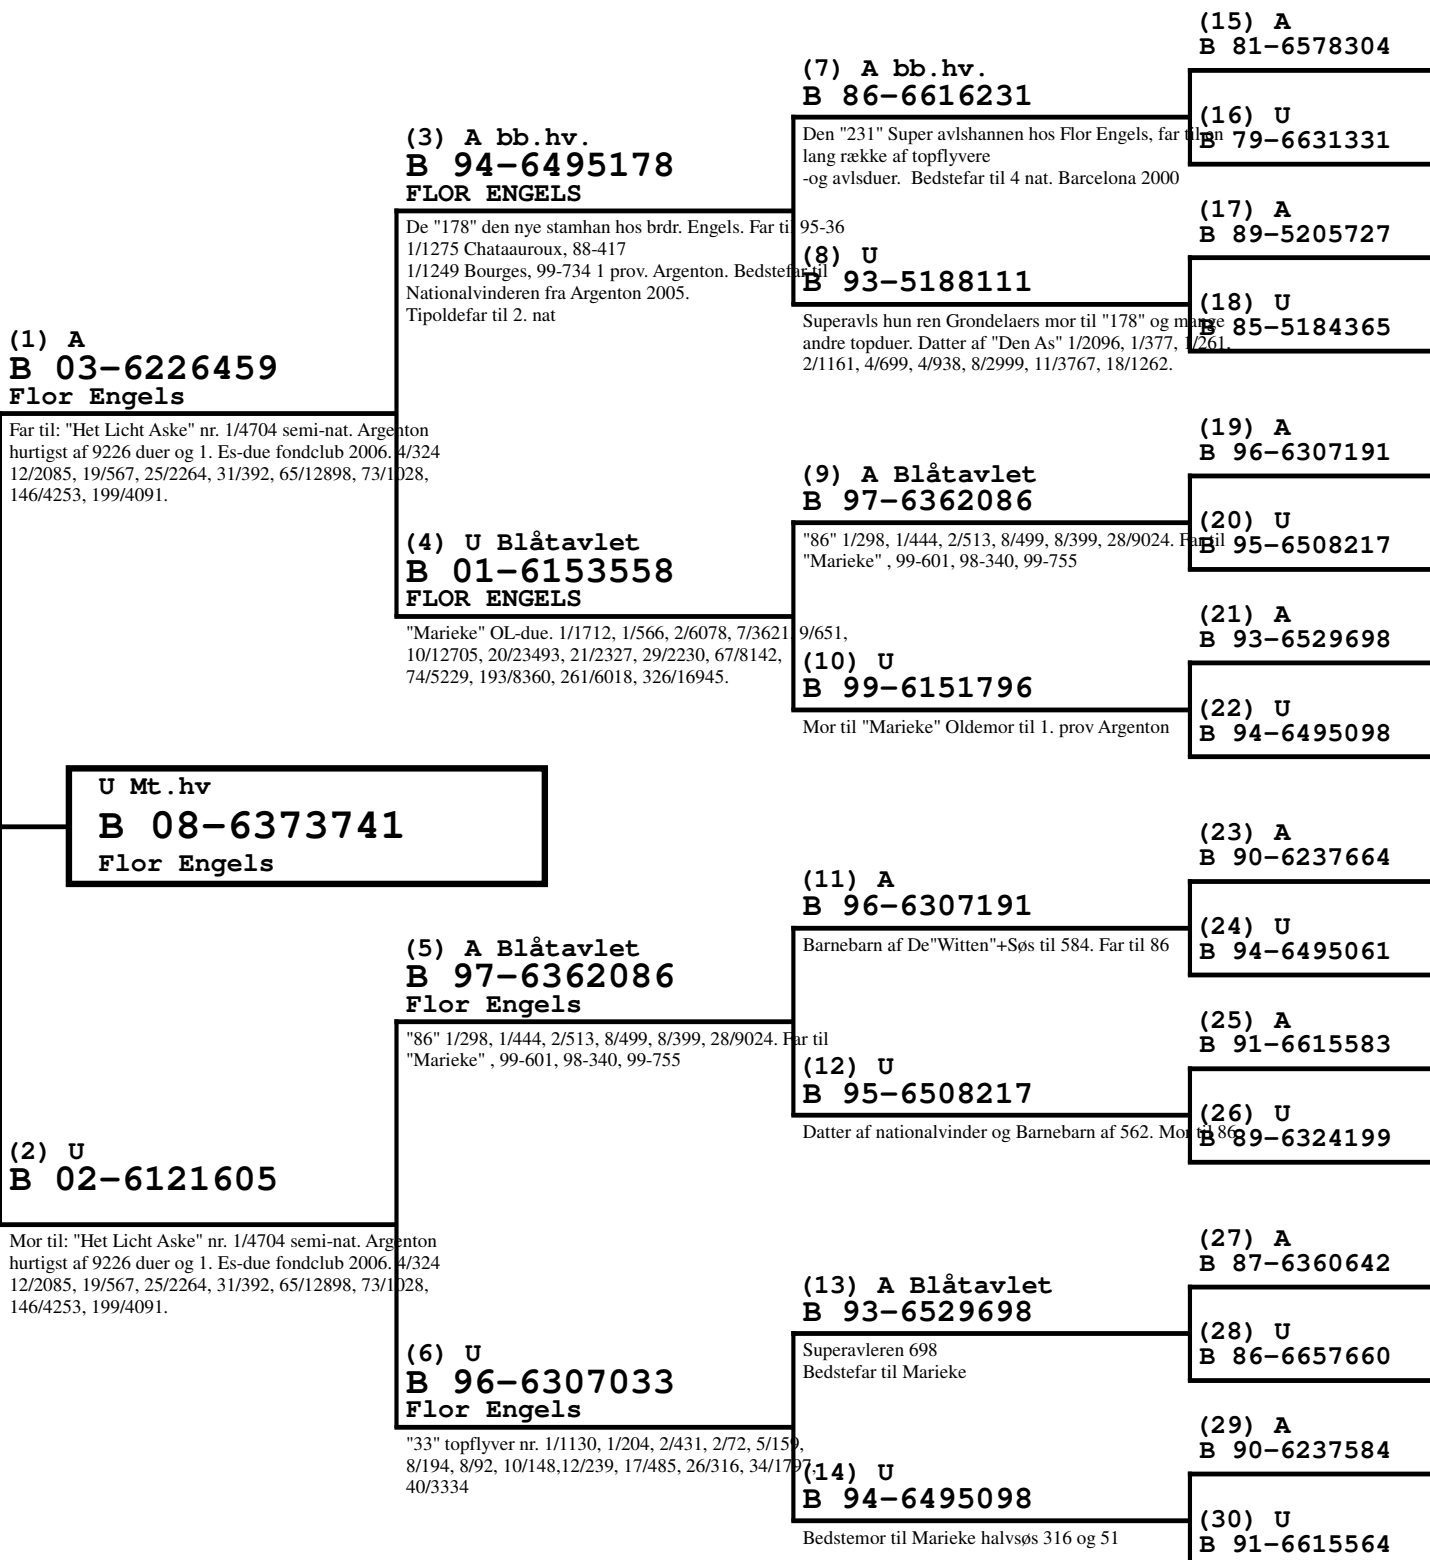 (1) A
B 03-6226459
Flor Engels
Far til: "Het Licht Aske" nr. 1/4704 semi-nat. Argenton
hurtigst af 9226 duer og 1. Es-due fondclub 2006. 4/324
12/2085, 19/567, 25/2264, 31/392, 65/12898, 73/1028,
146/4253, 199/4091.
U Mt.hv
B 08-6373741
Flor Engels
(2) U
B 02-6121605
Mor til: "Het Licht Aske" nr. 1/4704 semi-nat. Argenton
hurtigst af 9226 duer og 1. Es-due fondclub 2006. 4/324
12/2085, 19/567, 25/2264, 31/392, 65/12898, 73/1028,
146/4253, 199/4091.
(3) A bb.hv.
B 94-6495178
FLOR ENGELS
De "178" den nye stamhan hos brdr. Engels. Far til 95-36
1/1275 Chataauroux, 88-417
1/1249 Bourges, 99-734 1 prov. Argenton. Bedstefar til
Nationalvinderen fra Argenton 2005.
Tipoldefar til 2. nat
(4) U Blåtavlet
B 01-6153558
FLOR ENGELS
"Marieke" OL-due. 1/1712, 1/566, 2/6078, 7/3621, 9/651,
10/12705, 20/23493, 21/2327, 29/2230, 67/8142,
74/5229, 193/8360, 261/6018, 326/16945.
(5) A Blåtavlet
B 97-6362086
Flor Engels
"86" 1/298, 1/444, 2/513, 8/499, 8/399, 28/9024. Far til
"Marieke" , 99-601, 98-340, 99-755
(6) U
B 96-6307033
Flor Engels
"33" topflyver nr. 1/1130, 1/204, 2/431, 2/72, 5/159,
8/194, 8/92, 10/148,12/239, 17/485, 26/316, 34/1797,
40/3334
(7) A bb.hv.
B 86-6616231
Den "231" Super avlshannen hos Flor Engels, far til en
lang række af topflyvere
-og avlsduer. Bedstefar til 4 nat. Barcelona 2000
(8) U
B 93-5188111
Superavls hun ren Grondelaers mor til "178" og mange
andre topduer. Datter af "Den As" 1/2096, 1/377, 1/261,
2/1161, 4/699, 4/938, 8/2999, 11/3767, 18/1262.
(9) A Blåtavlet
B 97-6362086
"86" 1/298, 1/444, 2/513, 8/499, 8/399, 28/9024. Far til
"Marieke" , 99-601, 98-340, 99-755
(10) U
B 99-6151796
Mor til "Marieke" Oldemor til 1. prov Argenton
(11) A
B 96-6307191
Barnebarn af De"Witten"+Søs til 584. Far til 86
(12) U
B 95-6508217
Datter af nationalvinder og Barnebarn af 562. Mor til 86
(13) A Blåtavlet
B 93-6529698
Superavleren 698
Bedstefar til Marieke
(14) U
B 94-6495098
Bedstemor til Marieke halvsøs 316 og 51
(15) A
B 81-6578304
(16) U
B 79-6631331
(17) A
B 89-5205727
(18) U
B 85-5184365
(19) A
B 96-6307191
(20) U
B 95-6508217
(21) A
B 93-6529698
(22) U
B 94-6495098
(23) A
B 90-6237664
(24) U
B 94-6495061
(25) A
B 91-6615583
(26) U
B 89-6324199
(27) A
B 87-6360642
(28) U
B 86-6657660
(29) A
B 90-6237584
(30) U
B 91-6615564